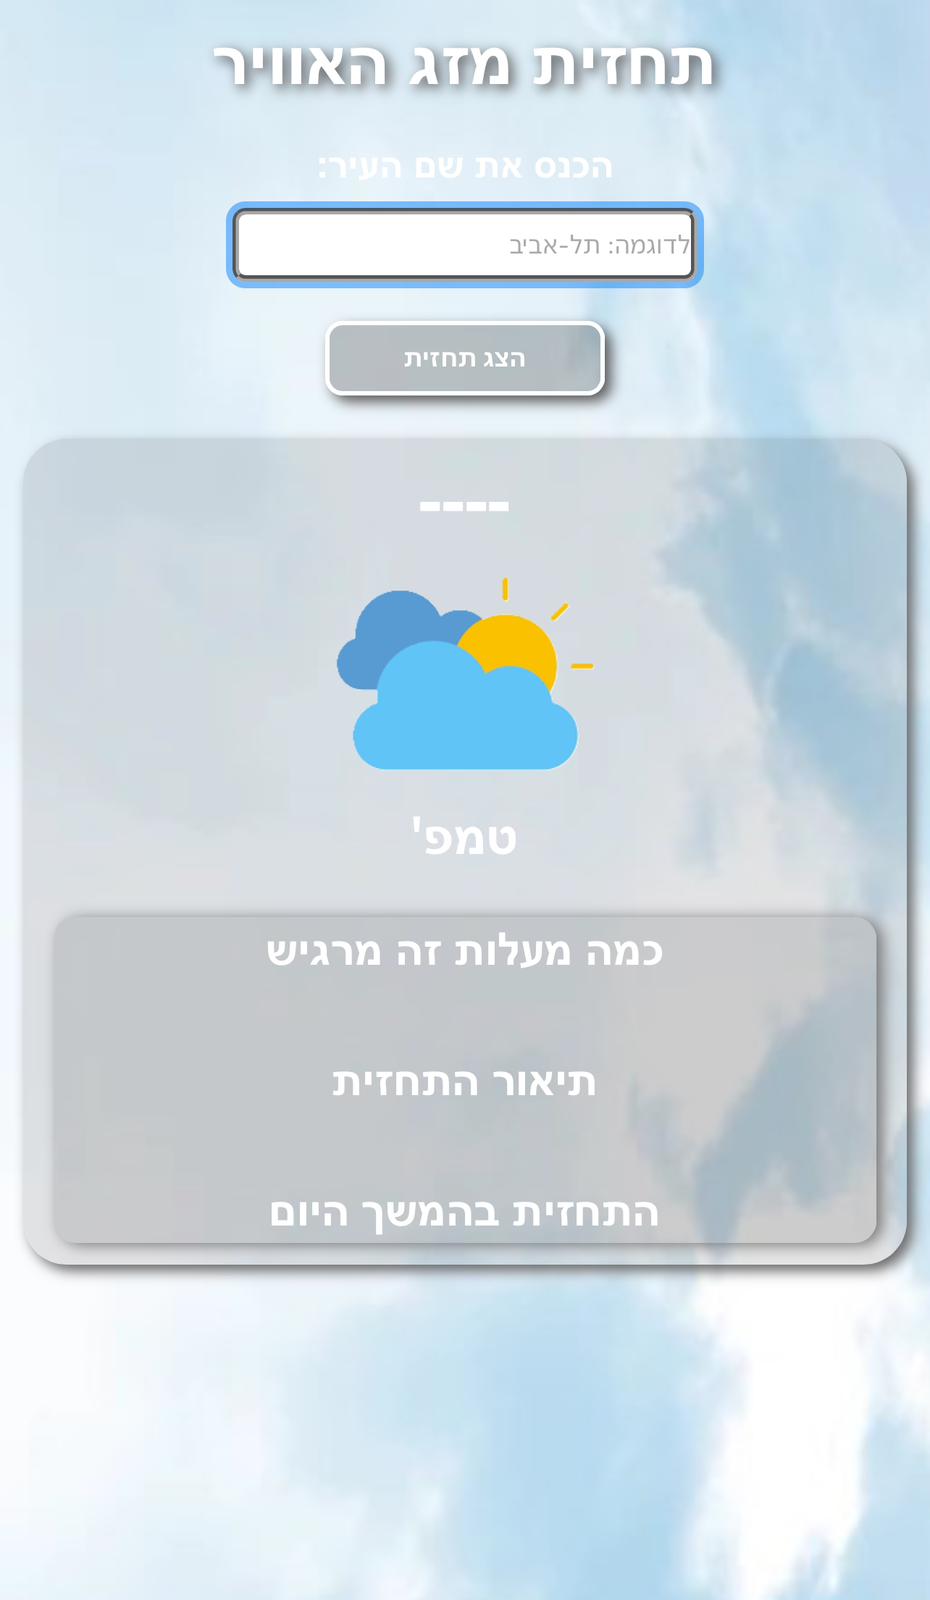 תחזית מזג האוויר
הכנס את שם העיר:
לדוגמה: תל-אביב
הצג תחזית
----
טמפ'
כמה מעלות זה מרגיש
תיאור התחזית
התחזית בהמשך היום